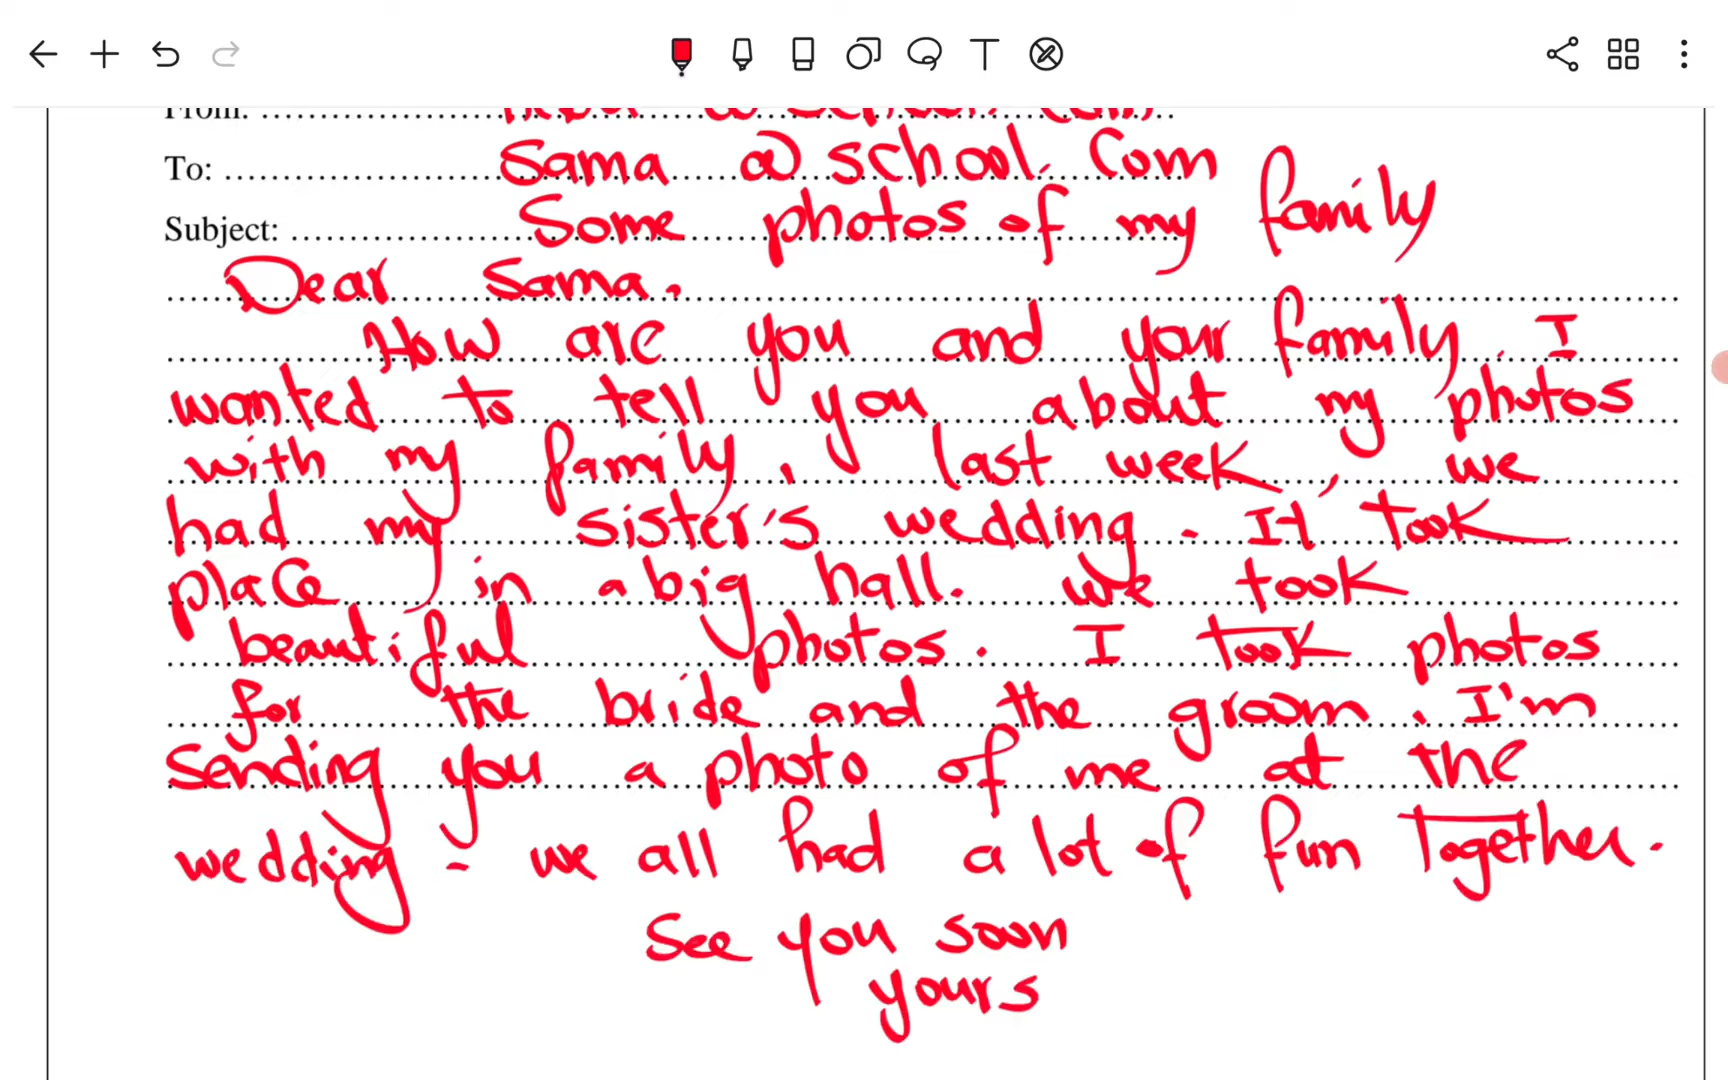 From: ........ @ School. Com
To: ........ Sama @ school. Com
Subject: ........ Some photos of my family
Dear Sama,
How are you and your family. I
wanted to tell you about my photos
with my family. last week, we
had my sister's wedding. It took
place in a big hall. we took
beautiful photos. I took photos
for the bride and the groom. I'm
sending you a photo of me at the
wedding. we all had a lot of fun Together.
See you soon
yours